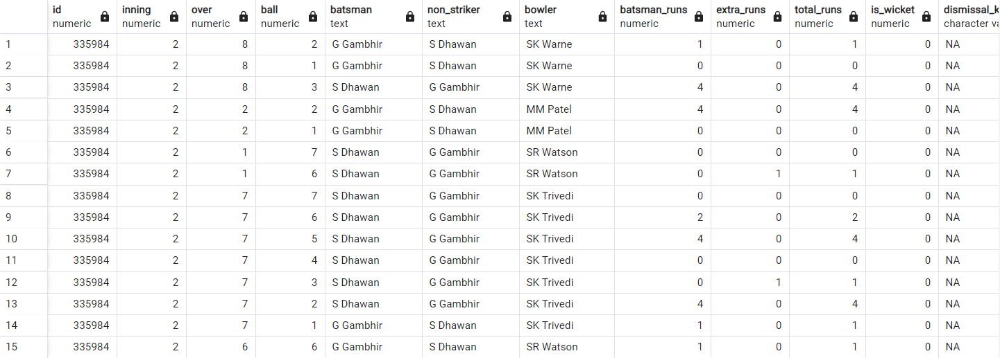 id inning over ball batsman non_striker bowler batsman_runs extra_runs total_runs is_wicket dismissal_k
numeric numeric numeric numeric text text text numeric numeric numeric numeric character va
1 335984 2 8 2 G Gambhir S Dhawan SK Warne 1 0 1 0 NA
2 335984 2 8 1 G Gambhir S Dhawan SK Warne 0 0 0 0 NA
3 335984 2 8 3 S Dhawan G Gambhir SK Warne 4 0 4 0 NA
4 335984 2 2 2 G Gambhir S Dhawan MM Patel 4 0 4 0 NA
5 335984 2 2 1 G Gambhir S Dhawan MM Patel 0 0 0 0 NA
6 335984 2 1 7 S Dhawan G Gambhir SR Watson 0 0 0 0 NA
7 335984 2 1 6 S Dhawan G Gambhir SR Watson 0 1 1 0 NA
8 335984 2 7 7 S Dhawan G Gambhir SK Trivedi 0 0 0 0 NA
9 335984 2 7 6 S Dhawan G Gambhir SK Trivedi 2 0 2 0 NA
10 335984 2 7 5 S Dhawan G Gambhir SK Trivedi 4 0 4 0 NA
11 335984 2 7 4 S Dhawan G Gambhir SK Trivedi 0 0 0 0 NA
12 335984 2 7 3 S Dhawan G Gambhir SK Trivedi 0 1 1 0 NA
13 335984 2 7 2 S Dhawan G Gambhir SK Trivedi 4 0 4 0 NA
14 335984 2 7 1 G Gambhir S Dhawan SK Trivedi 1 0 1 0 NA
15 335984 2 6 6 G Gambhir S Dhawan SR Watson 1 0 1 0 NA